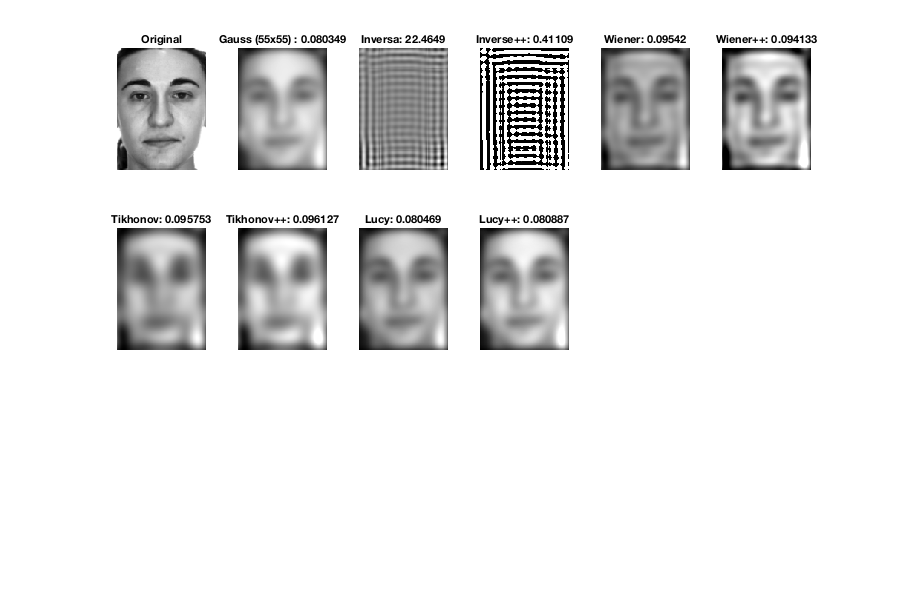 Original
Gauss (55x55) : 0.080349
Inversa: 22.4649
Inverse++: 0.41109
Wiener: 0.09542
Wiener++: 0.094133
Tikhonov: 0.095753
Tikhonov++: 0.096127
Lucy: 0.080469
Lucy++: 0.080887